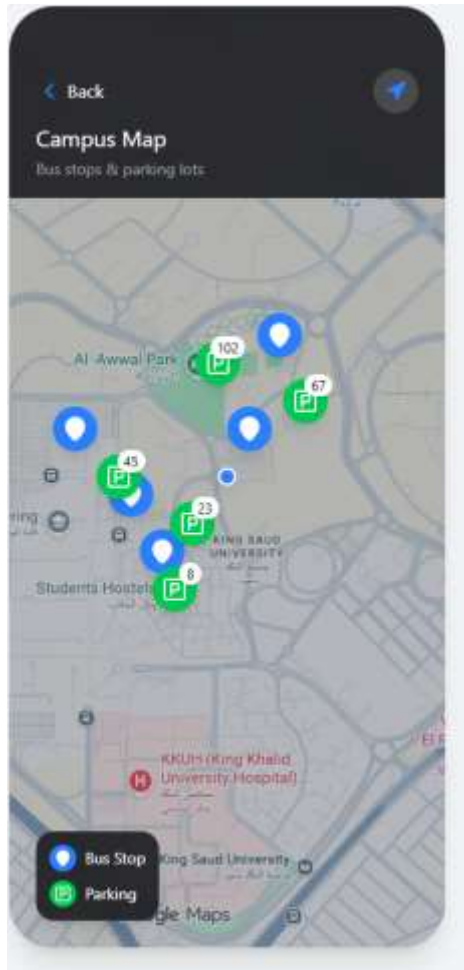 Back
Campus Map
Bus stops & parking lots
Al-Awwal Park
102
67
45
ring
23
KING SAUD
UNIVERSITY
Students Hostels
8
KKUH (King Khalid
University Hospital)
H
Bus Stop
King Saud University
Parking
gle Maps